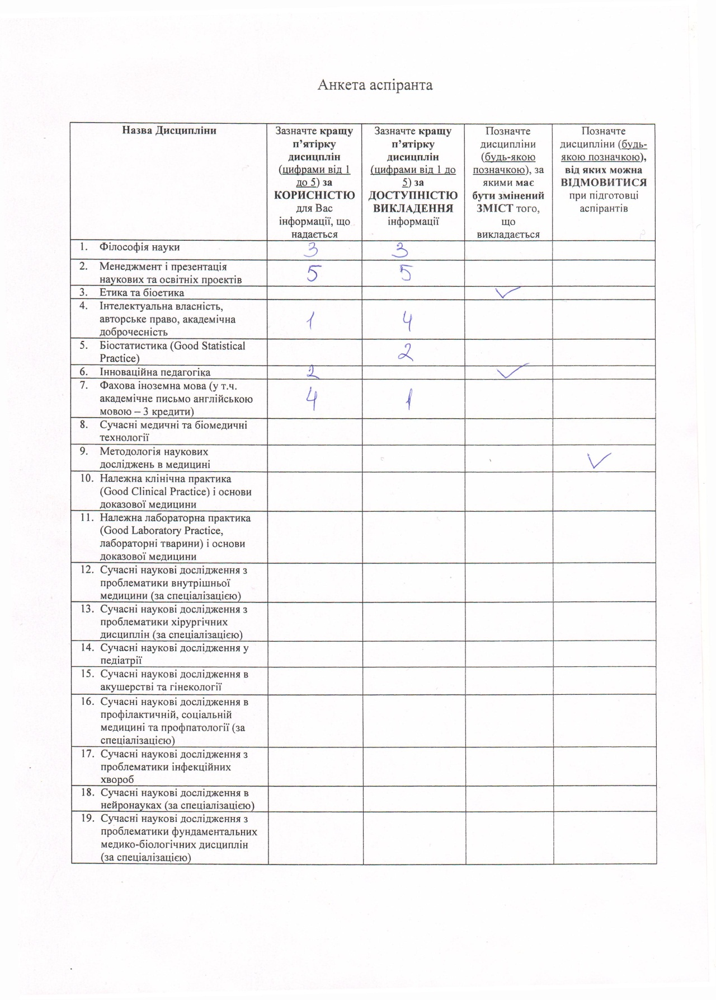 Анкета аспіранта
Назва Дисципліни
Зазначте кращу
п’ятірку
дисицплін
(цифрами від 1
до 5) за
КОРИСНІСТЮ
для Вас
інформації, що
надається
Зазначте кращу
п’ятірку
дисицплін
(цифрами від 1 до
5) за
ДОСТУПНІСТЮ
ВИКЛАДЕННЯ
інформації
Позначте
дисципліни
(будь-якою
позначкою), за
якими має
бути змінений
ЗМІСТ того,
що
викладається
Позначте
дисципліни (будь-
якою позначкою),
від яких можна
ВІДМОВИТИСЯ
при підготовці
аспірантів
1. Філософія науки 3 3
2. Менеджмент і презентація
наукових та освітніх проектів 5 5
3. Етика та біоетика ✓
4. Інтелектуальна власність,
авторське право, академічна
доброчесність 1 4
5. Біостатистика (Good Statistical
Practice) 2
6. Інноваційна педагогіка 2 ✓
7. Фахова іноземна мова (у т.ч.
академічне письмо англійською
мовою – 3 кредити) 4 1
8. Сучасні медичні та біомедичні
технології
9. Методологія наукових
досліджень в медицині ✓
10. Належна клінічна практика
(Good Clinical Practice) і основи
доказової медицини
11. Належна лабораторна практика
(Good Laboratory Practice,
лабораторні тварини) і основи
доказової медицини
12. Сучасні наукові дослідження з
проблематики внутрішньої
медицини (за спеціалізацією)
13. Сучасні наукові дослідження з
проблематики хірургічних
дисциплін (за спеціалізацією)
14. Сучасні наукові дослідження у
педіатрії
15. Сучасні наукові дослідження в
акушерстві та гінекології
16. Сучасні наукові дослідження в
профілактичній, соціальній
медицині та профпатології (за
спеціалізацією)
17. Сучасні наукові дослідження з
проблематики інфекційних
хвороб
18. Сучасні наукові дослідження в
нейронауках (за спеціалізацією)
19. Сучасні наукові дослідження з
проблематики фундаментальних
медико-біологічних дисциплін
(за спеціалізацією)